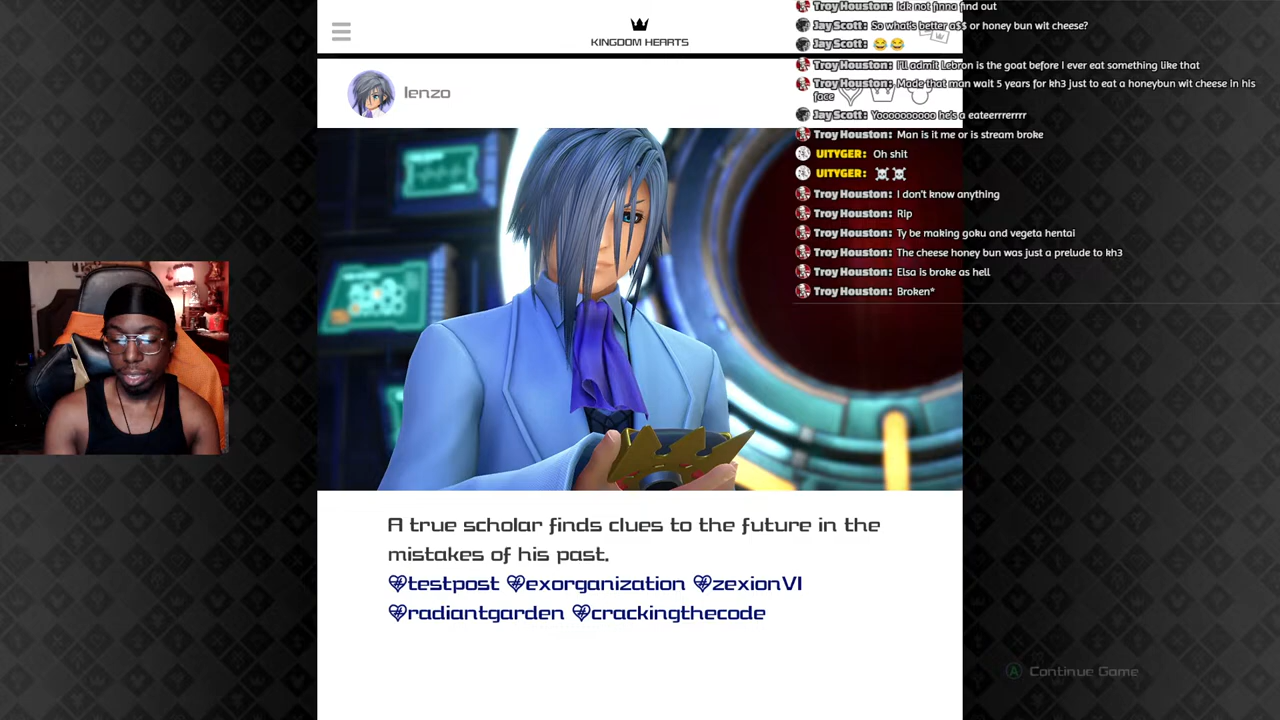 KINGDOM HEARTS
Ienzo
A true scholar finds clues to the future in the
mistakes of his past.
testpost exorganization zexionVI
radiantgarden crackingthecode
Continue Game
Troy Houston: Idk not finna find out
Jay Scott: So what's better a$$ or honey bun wit cheese?
Jay Scott: 😂😂
Troy Houston: I'll admit Lebron is the goat before I ever eat something like that
Troy Houston: Made that man wait 5 years for kh3 just to eat a honeybun wit cheese in his
face
Jay Scott: Yoooooooooo he's a eateerrrerrrr
Troy Houston: Man is it me or is stream broke
UITYGER: Oh shit
UITYGER: ☠️☠️
Troy Houston: I don't know anything
Troy Houston: Rip
Troy Houston: Ty be making goku and vegeta hentai
Troy Houston: The cheese honey bun was just a prelude to kh3
Troy Houston: Elsa is broke as hell
Troy Houston: Broken*